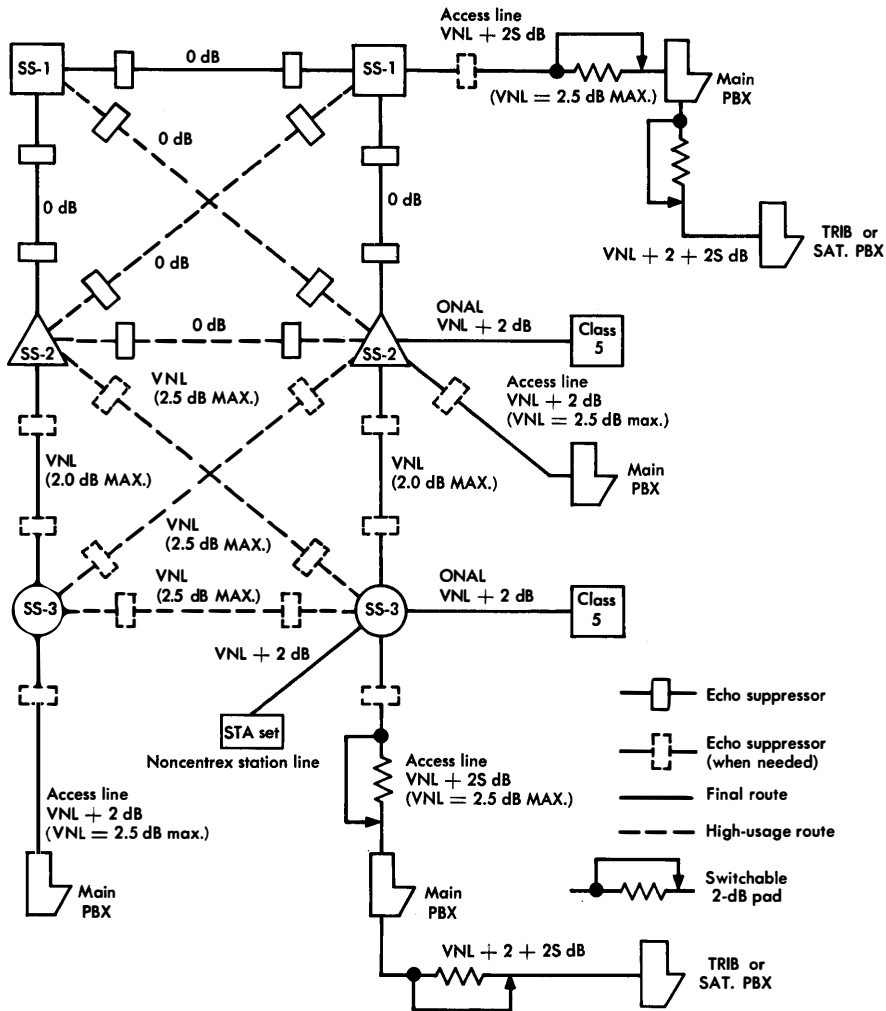 Access line
VNL + 2S dB
SS-1
0 dB
SS-1
(VNL = 2.5 dB MAX.)
Main
PBX
0 dB
0 dB
0 dB
0 dB
TRIB or
SAT. PBX
VNL + 2 + 2S dB
ONAL
VNL + 2 dB
0 dB
Class
5
SS-2
SS-2
VNL
(2.5 dB MAX.)
Access line
VNL + 2 dB
(VNL = 2.5 dB max.)
VNL
(2.0 dB MAX.)
VNL
(2.0 dB MAX.)
Main
PBX
VNL
(2.5 dB MAX.)
VNL
(2.5 dB MAX.)
ONAL
VNL + 2 dB
SS-3
SS-3
Class
5
VNL + 2 dB
STA set
Noncentrex station line
Echo suppressor
Echo suppressor
(when needed)
Access line
VNL + 2S dB
(VNL = 2.5 dB MAX.)
Access line
VNL + 2 dB
(VNL = 2.5 dB max.)
Final route
High-usage route
Switchable
2-dB pad
Main
PBX
Main
PBX
VNL + 2 + 2S dB
TRIB or
SAT. PBX